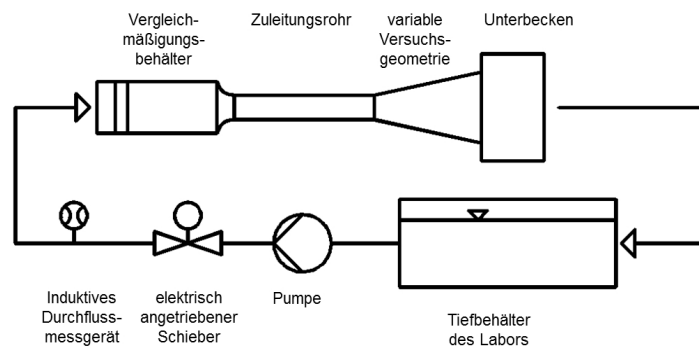 Vergleich-
mäßigungs-
behälter
Zuleitungsrohr
variable
Versuchs-
geometrie
Unterbecken
Induktives
Durchfluss-
messgerät
elektrisch
angetriebener
Schieber
Pumpe
Tiefbehälter
des Labors